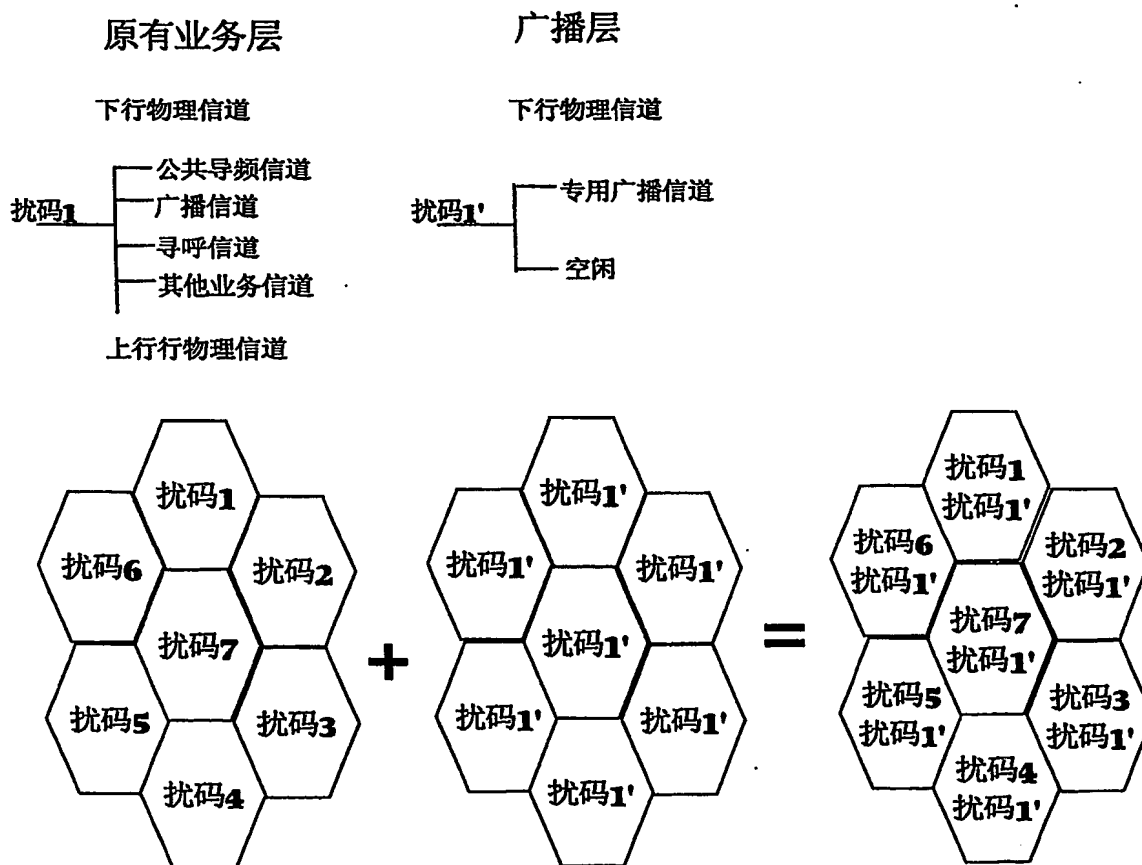 原有业务层
广播层
下行物理信道
下行物理信道
扰码1
公共导频信道
广播信道
寻呼信道
其他业务信道
扰码1'
专用广播信道
空闲
上行行物理信道
扰码1
扰码6
扰码2
扰码7
扰码5
扰码3
扰码4
+
扰码1'
扰码1'
扰码1'
扰码1'
扰码1'
扰码1'
扰码1'
=
扰码1
扰码1'
扰码6
扰码1'
扰码2
扰码1'
扰码7
扰码1'
扰码5
扰码1'
扰码3
扰码1'
扰码4
扰码1'